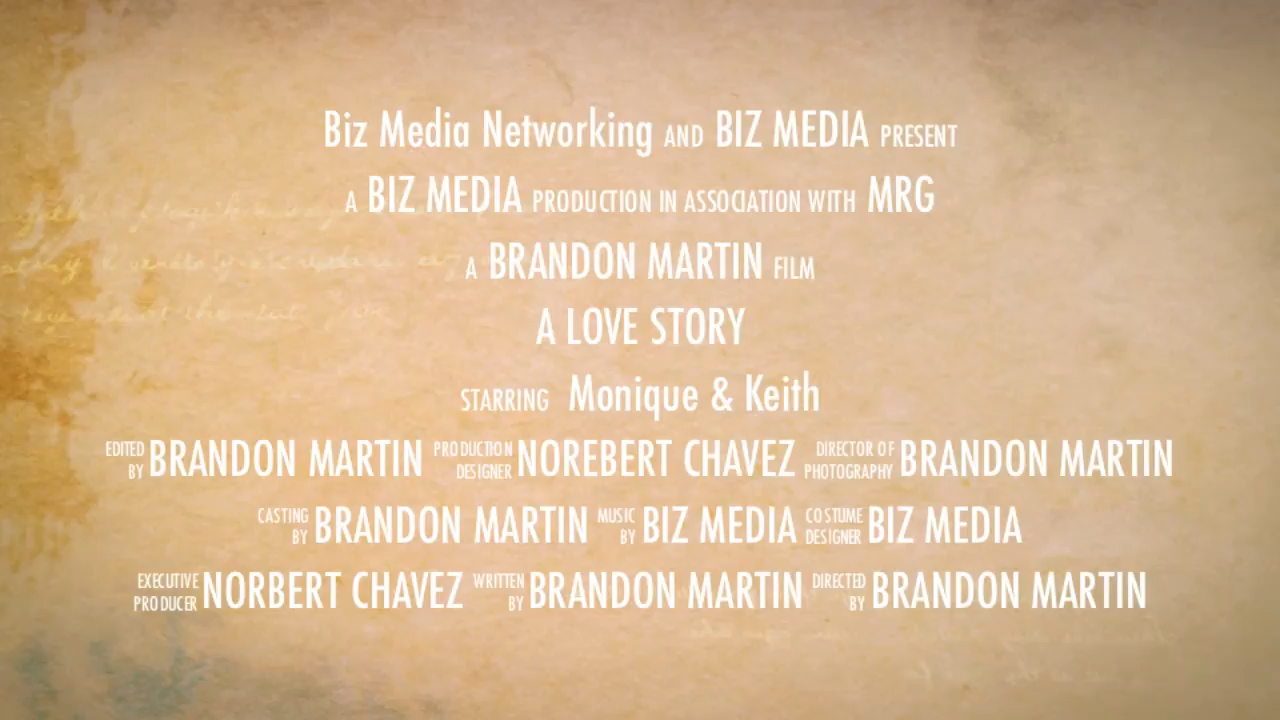 Biz Media Networking AND BIZ MEDIA PRESENT
A BIZ MEDIA PRODUCTION IN ASSOCIATION WITH MRG
A BRANDON MARTIN FILM
A LOVE STORY
STARRING Monique & Keith
EDITED BY BRANDON MARTIN PRODUCTION DESIGNER NOREBERT CHAVEZ DIRECTOR OF PHOTOGRAPHY BRANDON MARTIN
CASTING BY BRANDON MARTIN MUSIC BY BIZ MEDIA COSTUME DESIGNER BIZ MEDIA
EXECUTIVE PRODUCER NORBERT CHAVEZ WRITTEN BY BRANDON MARTIN DIRECTED BY BRANDON MARTIN